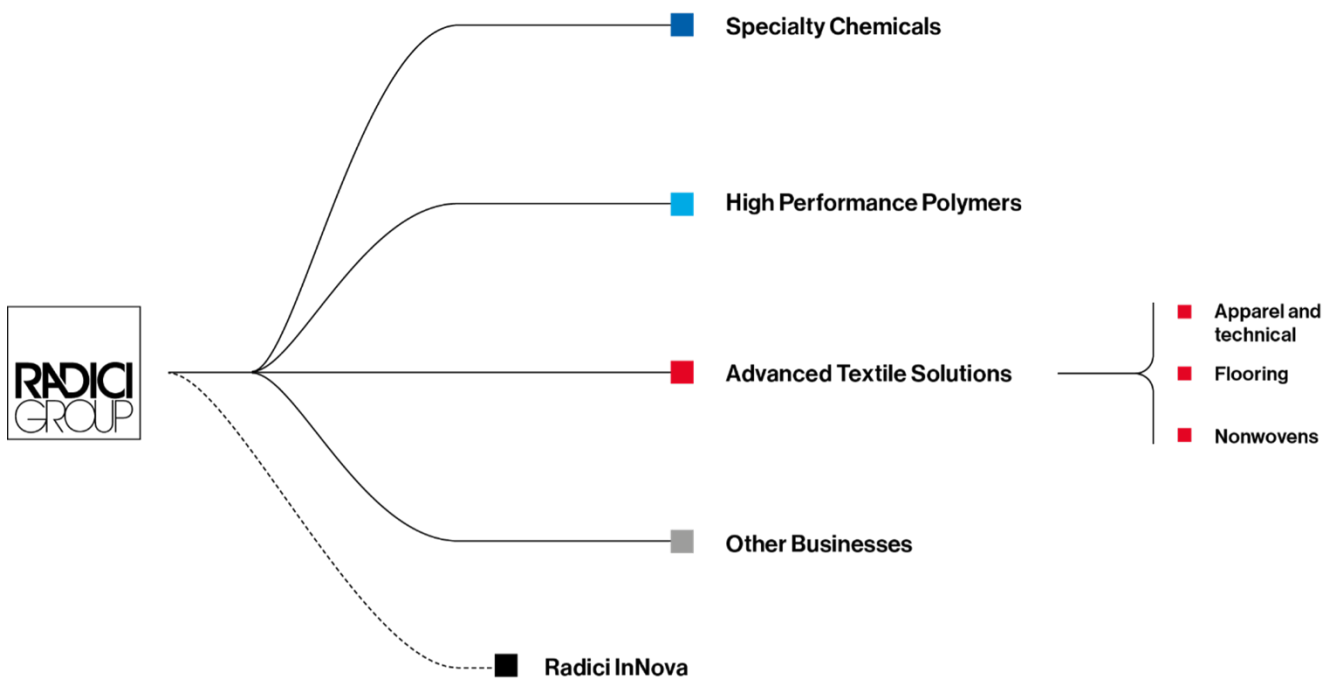 Specialty Chemicals
High Performance Polymers
RADICI
GROUP
Advanced Textile Solutions
Apparel and
technical
Flooring
Nonwovens
Other Businesses
Radici InNova